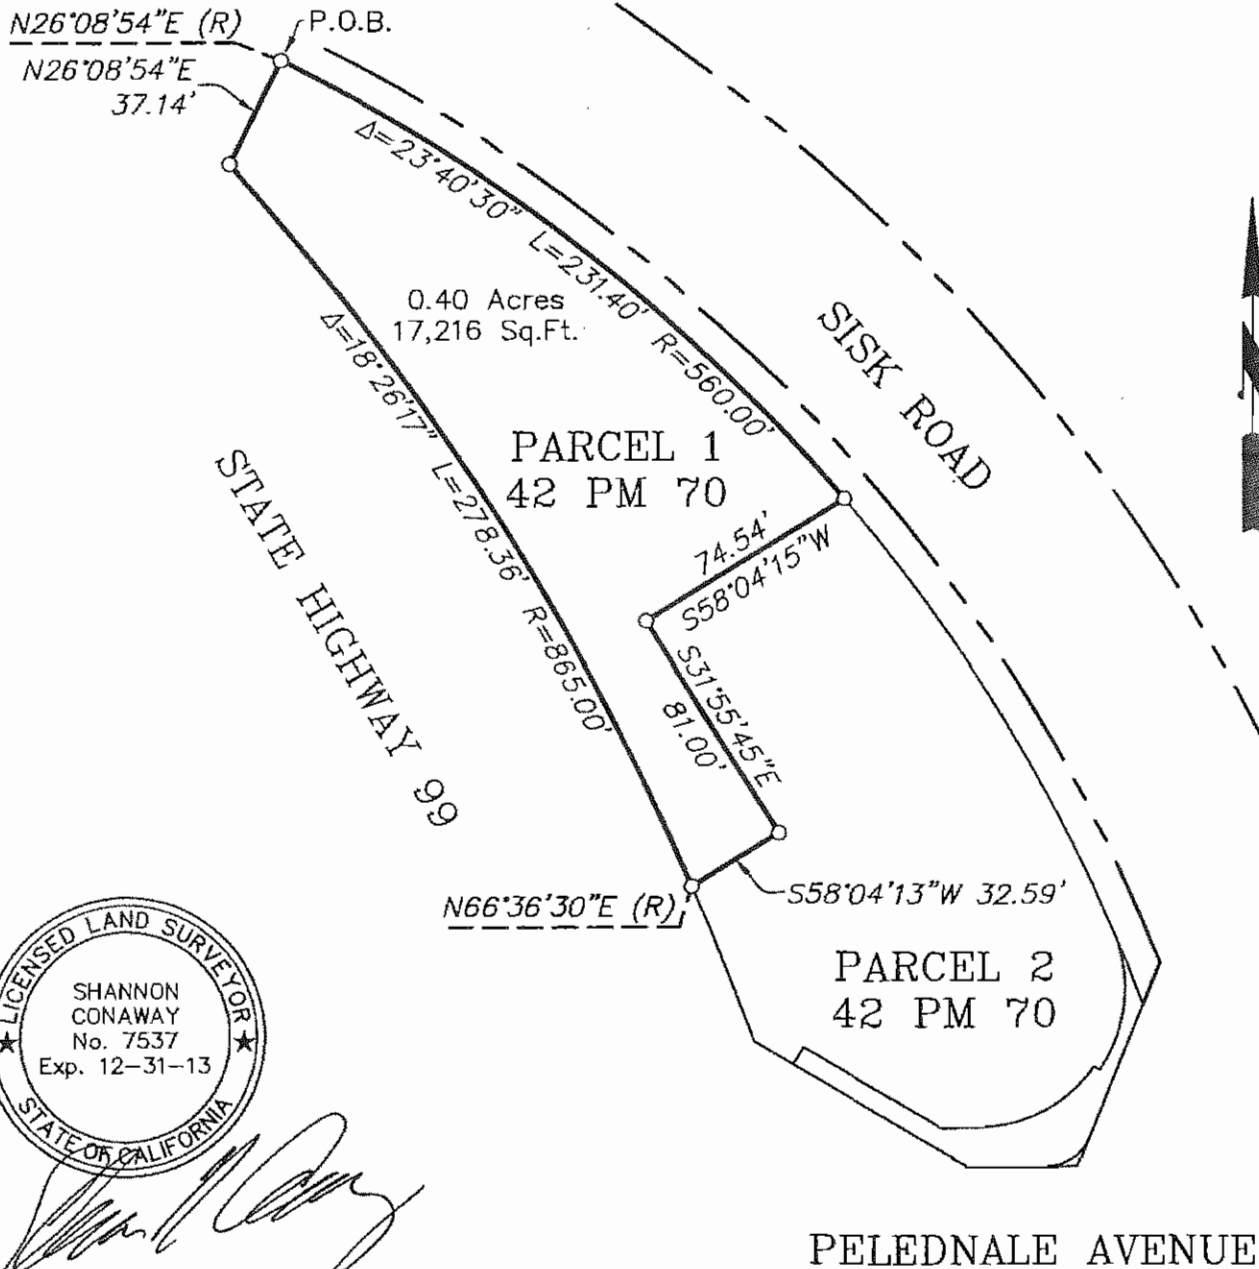 N26°08'54"E (R)
P.O.B.
N26°08'54"E
37.14'
Δ=23°40'30" L=231.40' R=560.00'
0.40 Acres
17,216 Sq.Ft.
Δ=18°26'17" L=278.36' R=865.00'
SISK ROAD
PARCEL 1
42 PM 70
STATE HIGHWAY 99
74.54'
S58°04'15"W
S31°55'45"E
81.00'
N66°36'30"E (R)
S58°04'13"W 32.59'
PARCEL 2
42 PM 70
LICENSED LAND SURVEYOR
SHANNON
CONAWAY
No. 7537
Exp. 12-31-13
STATE OF CALIFORNIA
PELEDNALE AVENUE